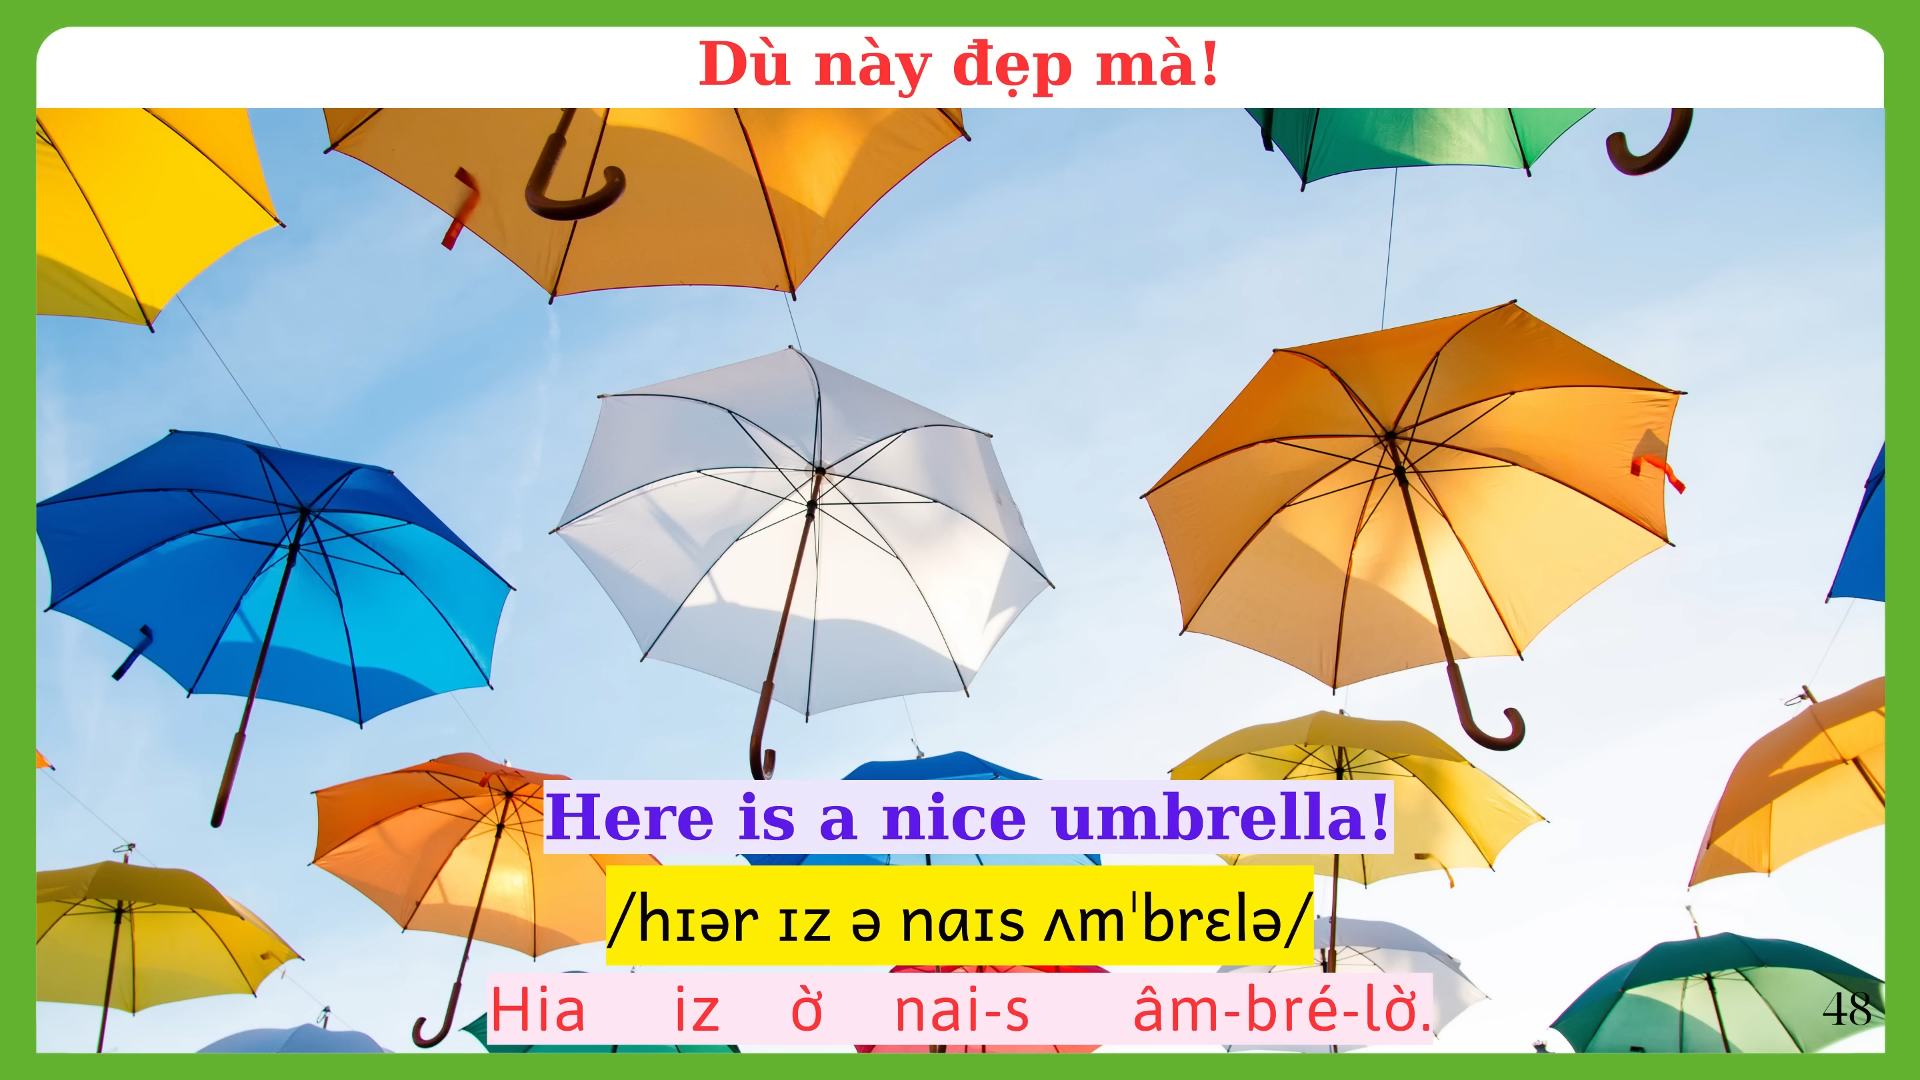 Dù này đẹp mà!
Here is a nice umbrella!
/hɪər ɪz ə naɪs ʌmˈbrɛlə/
Hia iz ờ nai-s âm-bré-lờ.
48